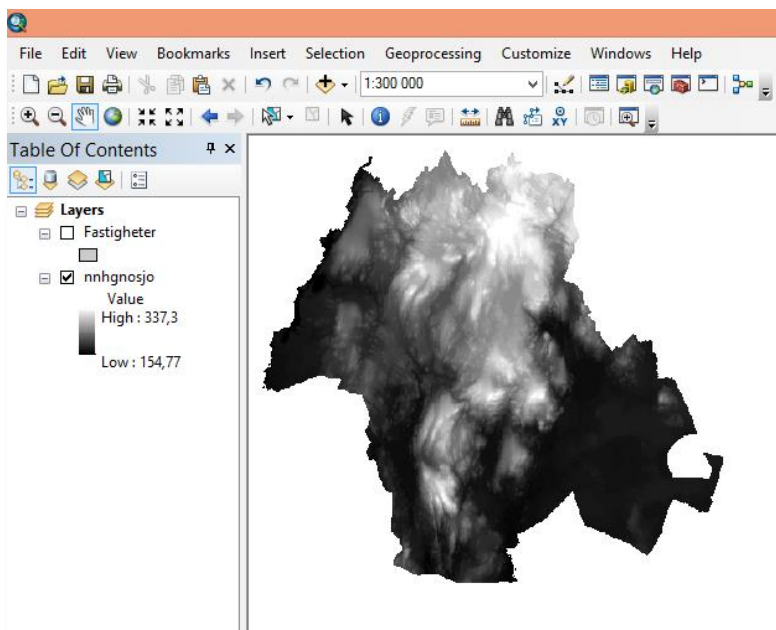 File Edit View Bookmarks Insert Selection Geoprocessing Customize Windows Help
1:300 000
XY
Table Of Contents
Layers
Fastigheter
nnhgnosjo
Value
High : 337,3
Low : 154,77